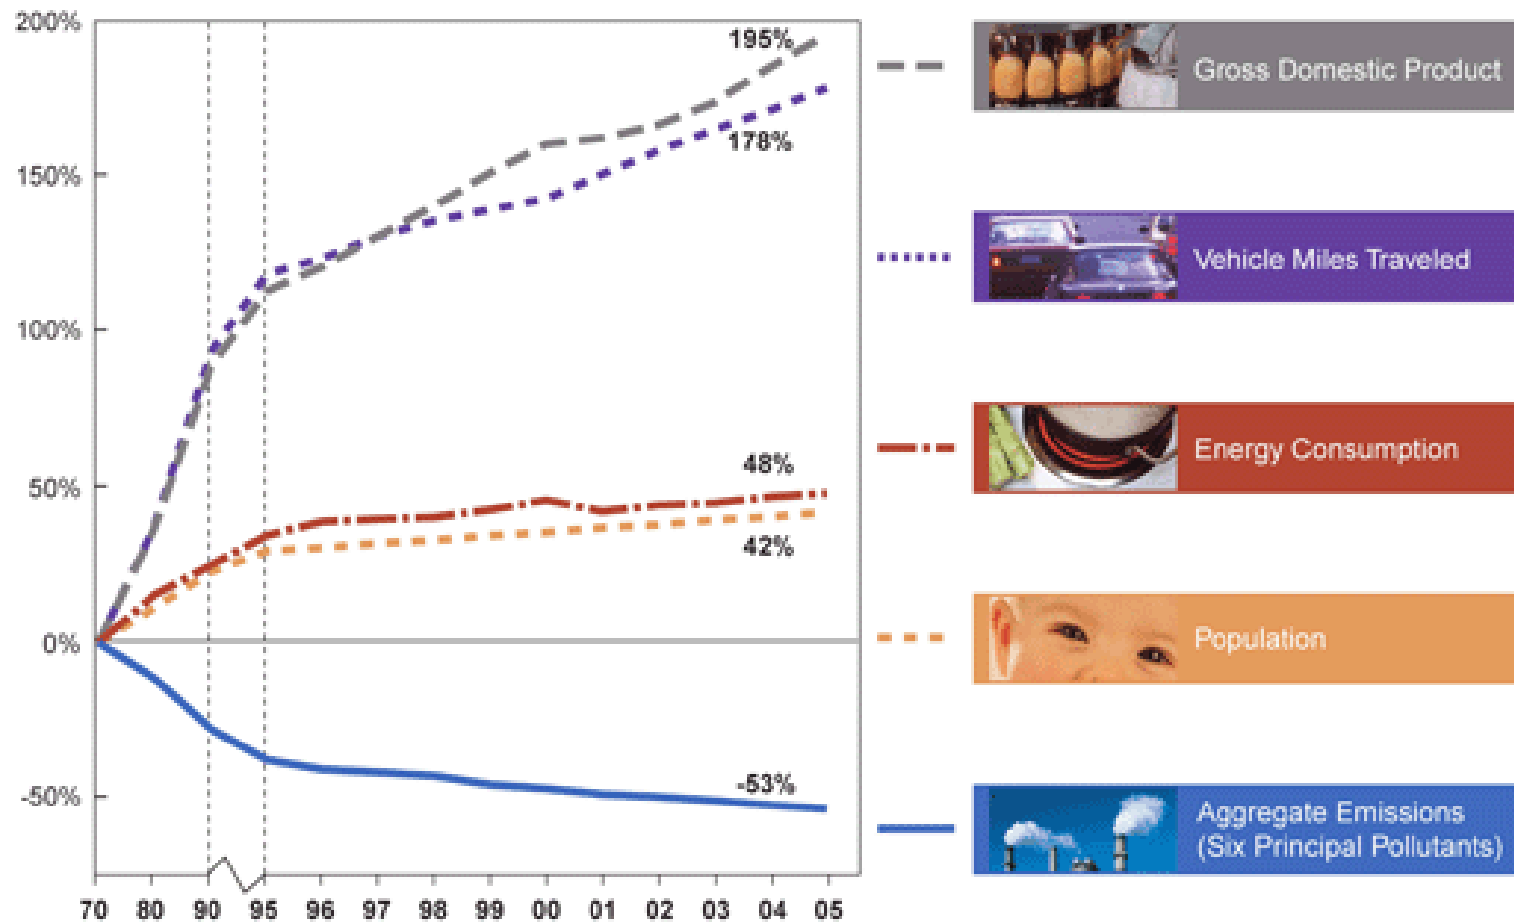 200%
195%
Gross Domestic Product
178%
150%
Vehicle Miles Traveled
100%
48%
Energy Consumption
50%
42%
Population
0%
-53%
-50%
Aggregate Emissions
(Six Principal Pollutants)
70 80 90 95 96 97 98 99 00 01 02 03 04 05